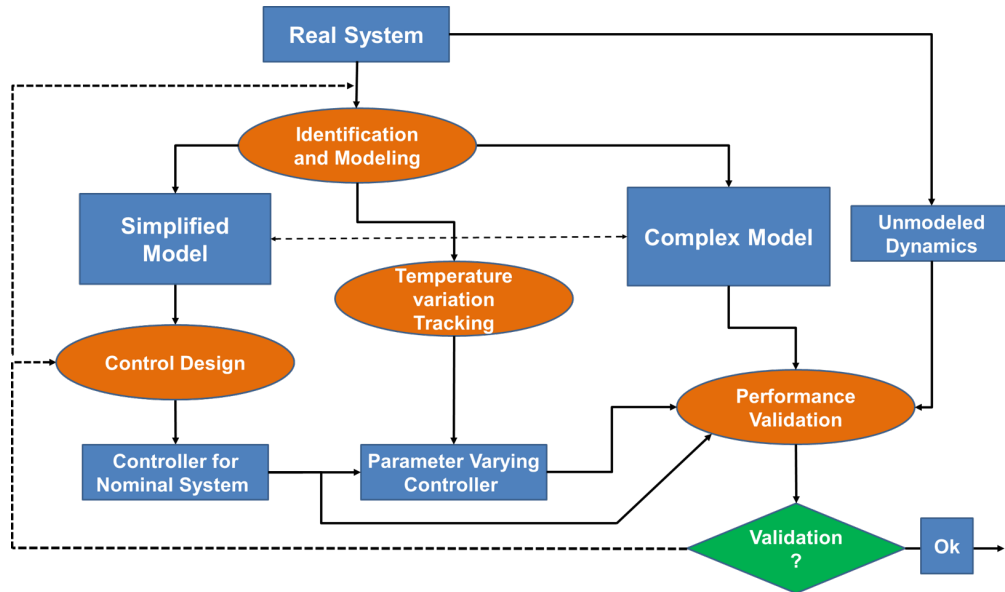 Real System
Identification
and Modeling
Simplified
Model
Complex Model
Unmodeled
Dynamics
Temperature
variation
Tracking
Control Design
Performance
Validation
Controller for
Nominal System
Parameter Varying
Controller
Validation
?
Ok